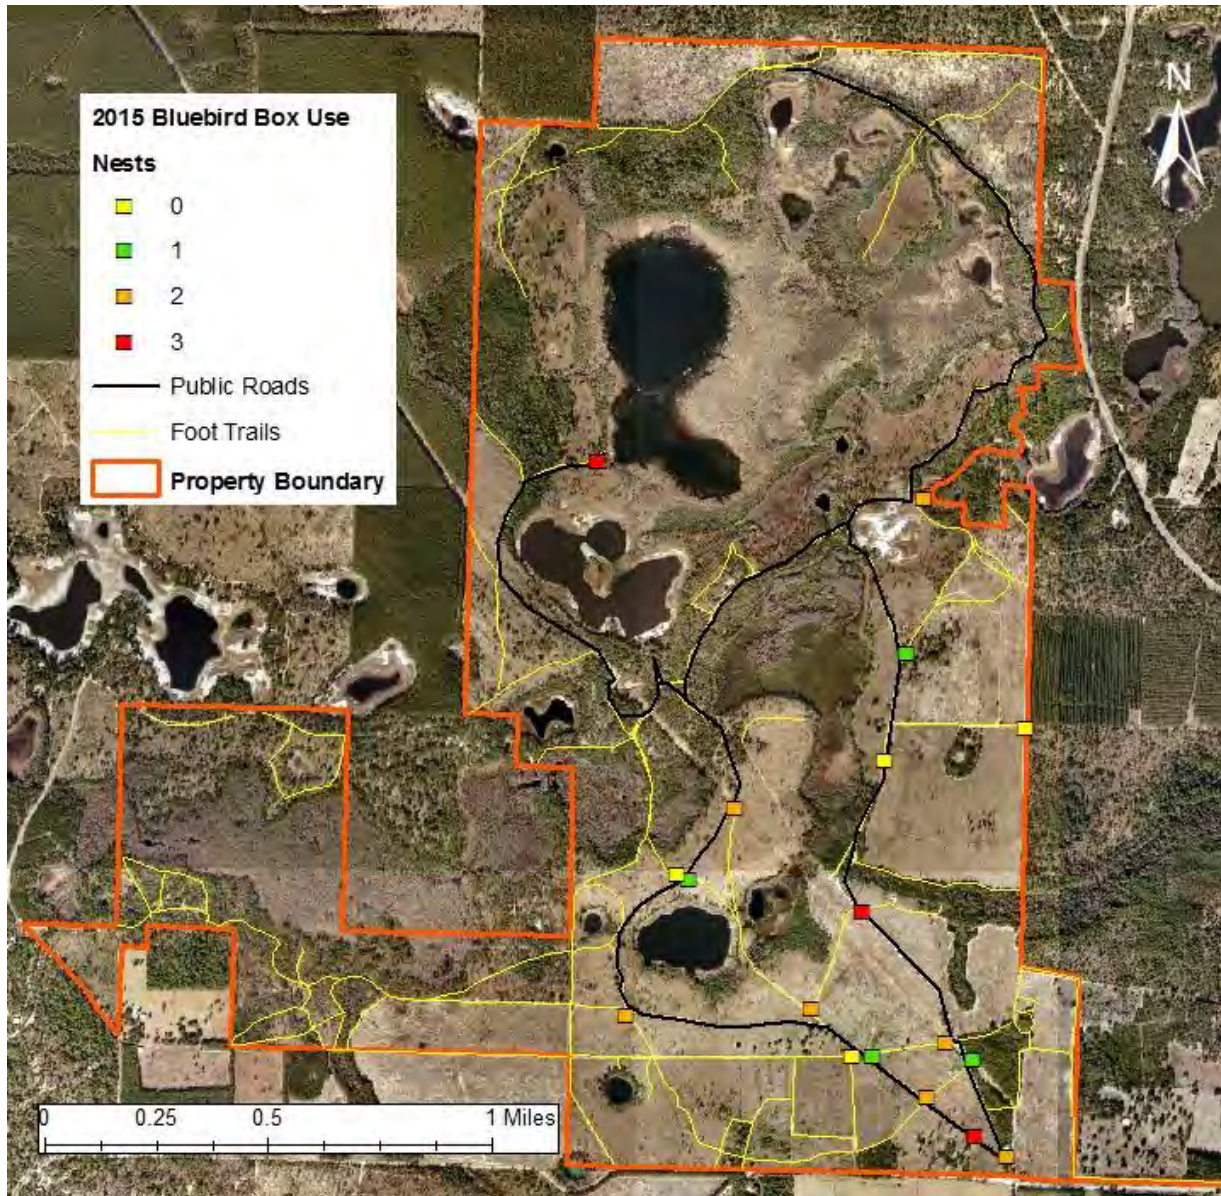 2015 Bluebird Box Use
Nests
0
1
2
3
Public Roads
Foot Trails
Property Boundary
N
0 0.25 0.5 1 Miles